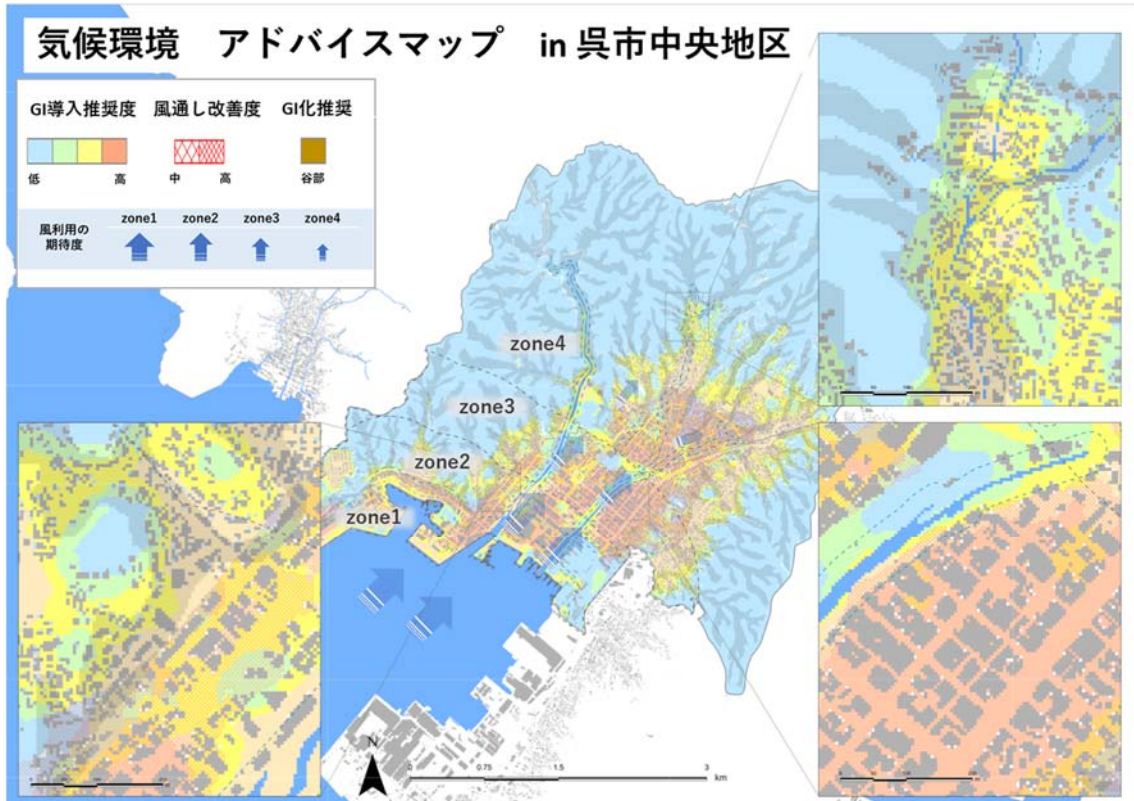 気候環境　アドバイスマップ　in 呉市中央地区
GI導入推奨度　風通し改善度　GI化推奨
低　高　中　高　谷部
風利用の
期待度
zone1　zone2　zone3　zone4
zone4
zone3
zone2
zone1
N
0　0.75　1.5　3
km